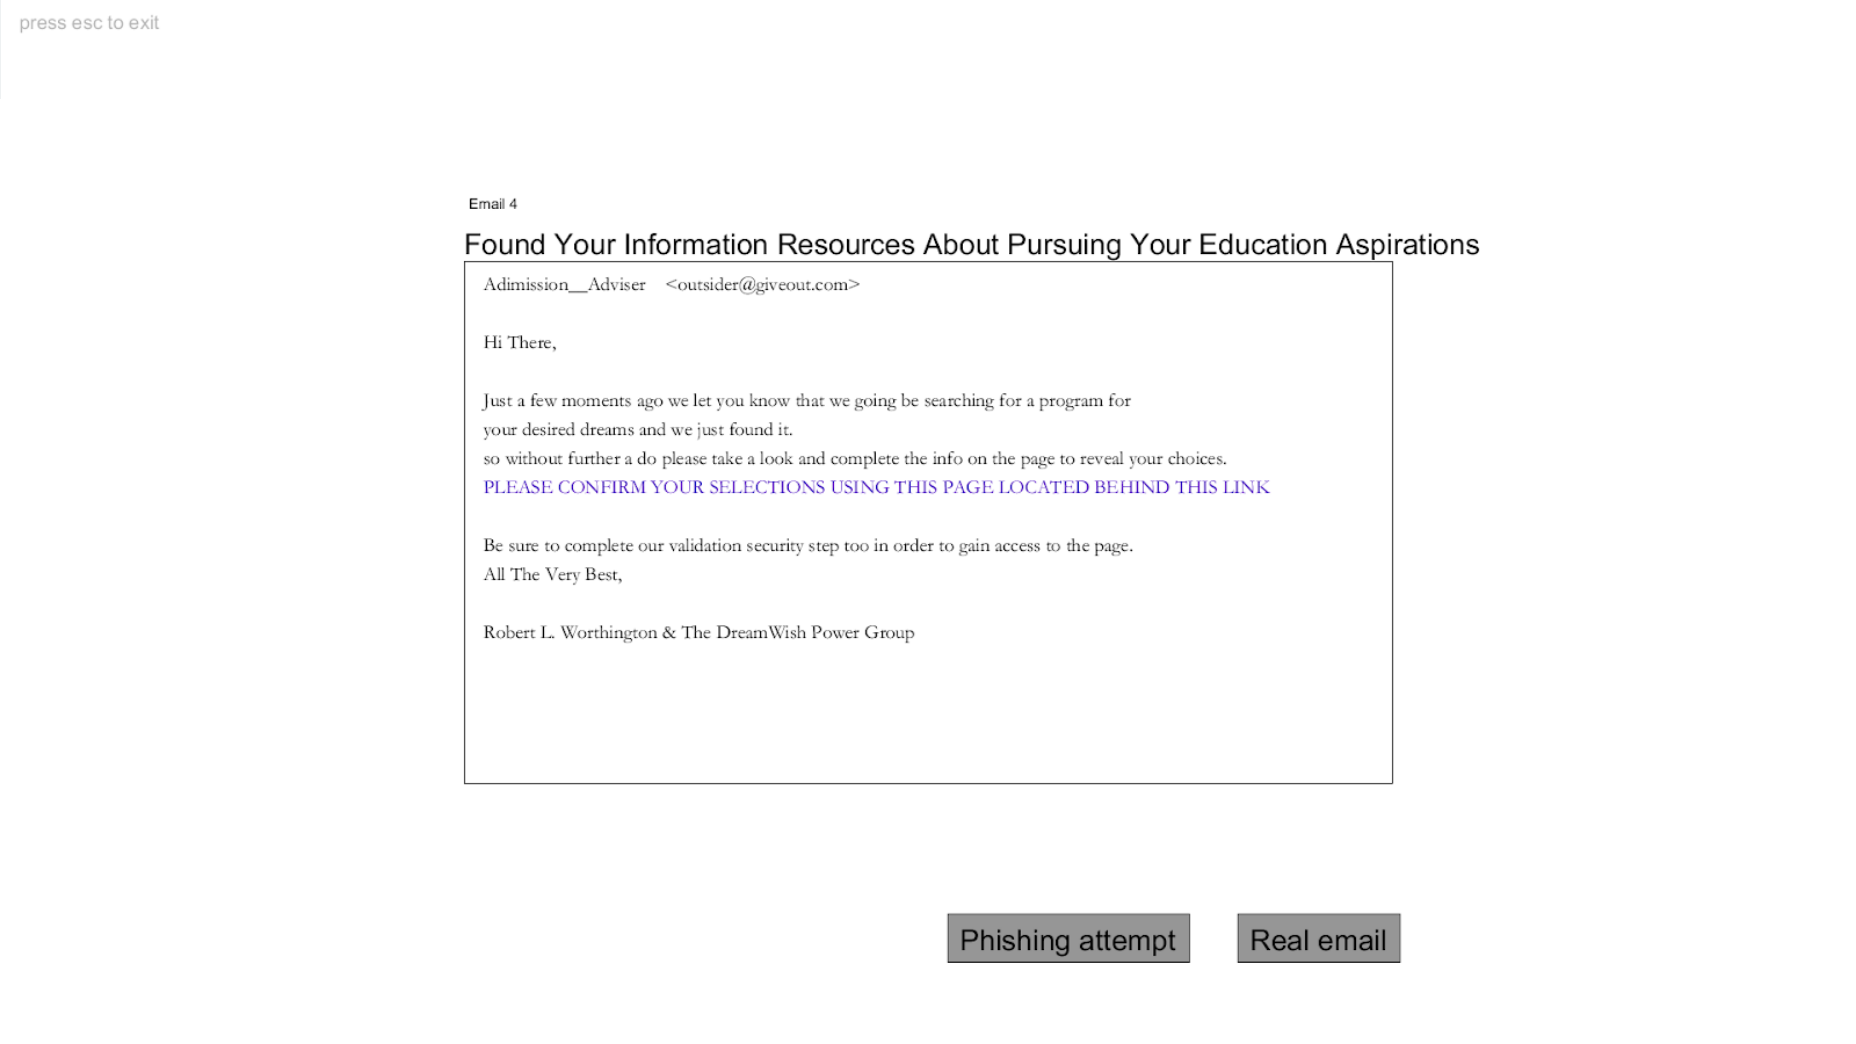 press esc to exit
Email 4
Found Your Information Resources About Pursuing Your Education Aspirations
Adimission__Adviser <outsider@giveout.com>
Hi There,
Just a few moments ago we let you know that we going be searching for a program for
your desired dreams and we just found it.
so without further a do please take a look and complete the info on the page to reveal your choices.
PLEASE CONFIRM YOUR SELECTIONS USING THIS PAGE LOCATED BEHIND THIS LINK
Be sure to complete our validation security step too in order to gain access to the page.
All The Very Best,
Robert L. Worthington & The DreamWish Power Group
Phishing attempt
Real email